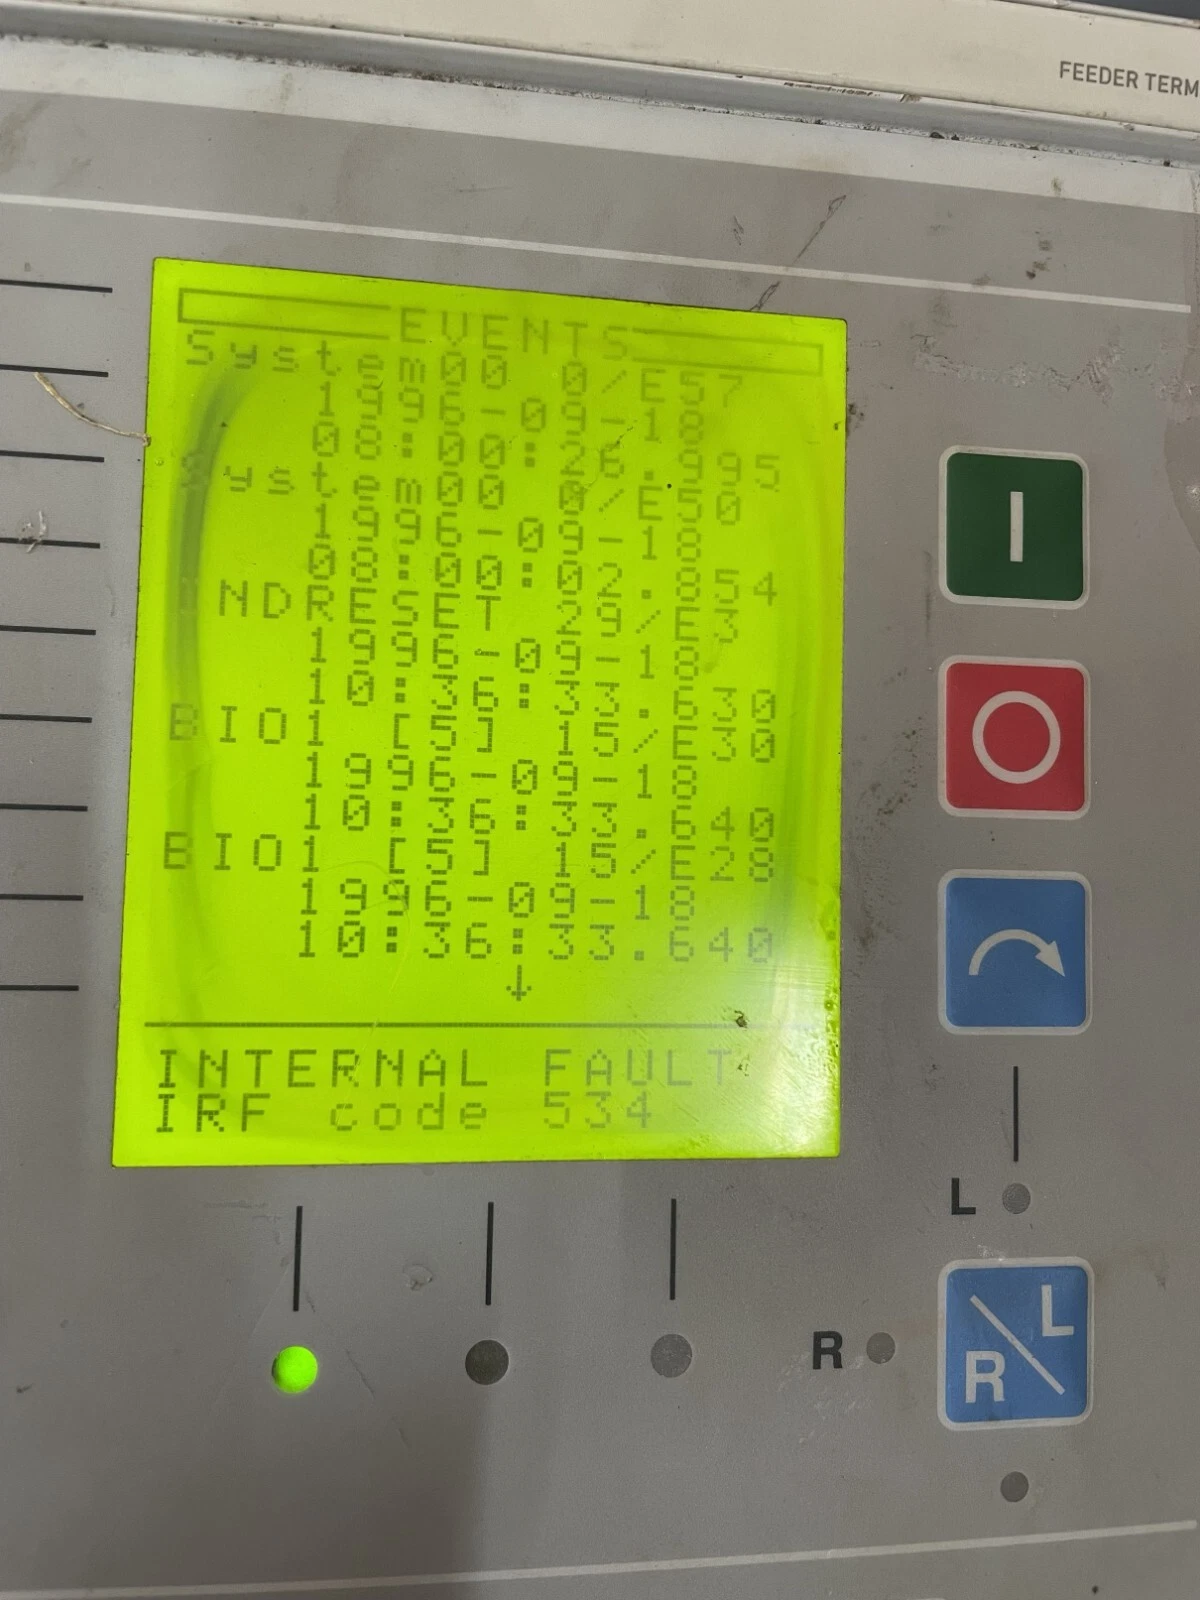 FEEDER TERM
EVENTS
System00 0/E57
1996-09-18
08:00:26.995
System00 0/E50
1996-09-18
08:00:02.854
INDRESET 29/E3
1996-09-18
10:36:33.630
BIO1 [5] 15/E30
1996-09-18
10:36:33.640
BIO1 [5] 15/E28
1996-09-18
10:36:33.640
↓
INTERNAL FAULT
IRF code 534
I
O
L
R
L
R